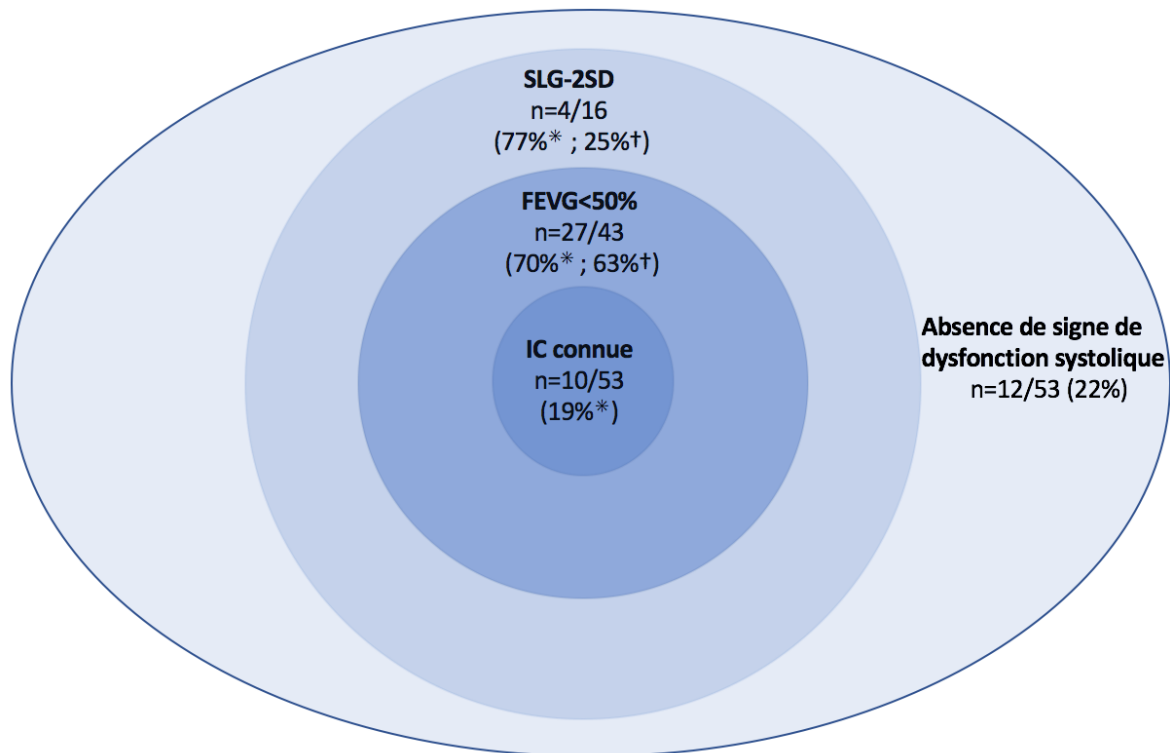 SLG-2SD
n=4/16
(77%* ; 25%†)
FEVG<50%
n=27/43
(70%* ; 63%†)
IC connue
n=10/53
(19%*)
Absence de signe de
dysfonction systolique
n=12/53 (22%)